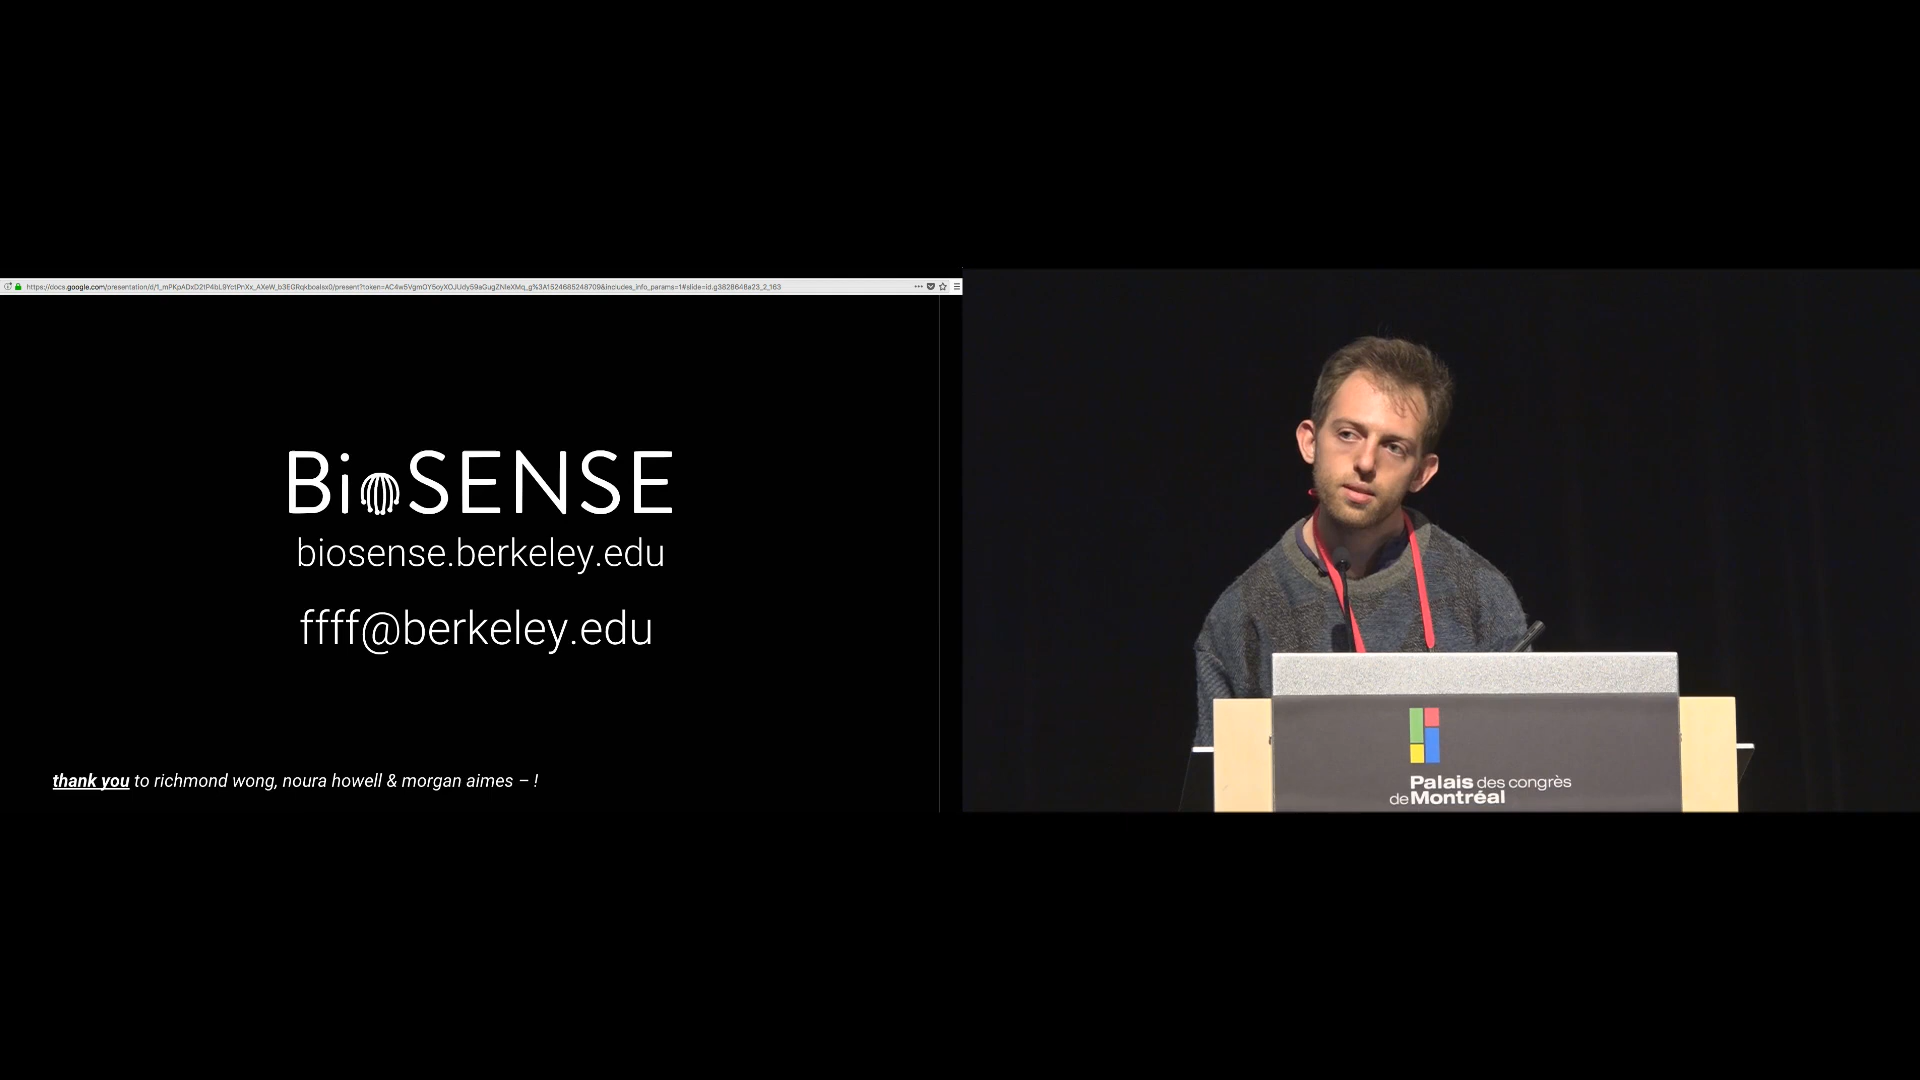 BioSENSE
biosense.berkeley.edu
ffff@berkeley.edu
thank you to richmond wong, noura howell & morgan aimes – !
Palais des congrès
de Montréal